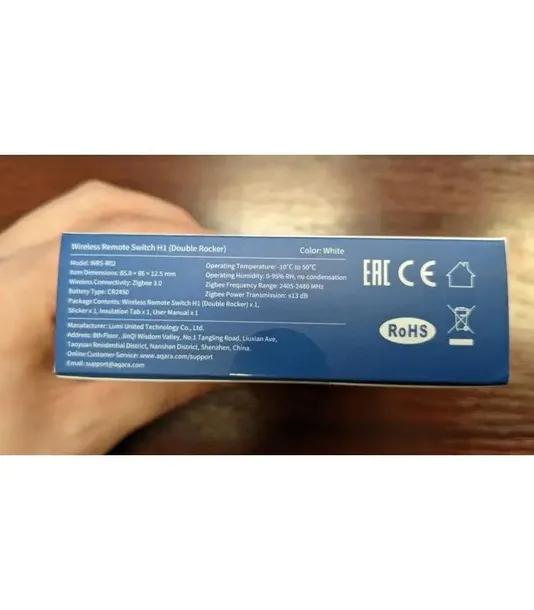 Wireless Remote Switch H1 (Double Rocker)
Color: White
Model: WRS-R02
Item Dimensions: 85.8 × 86 × 12.5 mm
Wireless Connectivity: Zigbee 3.0
Battery Type: CR2450
Operating Temperature: -10°C to 50°C
Operating Humidity: 0-95% RH, no condensation
Zigbee Frequency Range: 2405-2480 MHz
Zigbee Power Transmission: ≤13 dB
Package Contents: Wireless Remote Switch H1 (Double Rocker) x 1,
Sticker x 1, Insulation Tab x 1, User Manual x 1
Manufacturer: Lumi United Technology Co., Ltd.
Address: 8th Floor, JinQi Wisdom Valley, No.1 Tangling Road, Liuxian Ave,
Taoyuan Residential District, Nanshan District, Shenzhen, China.
Online Customer Service: www.aqara.com/support
Email: support@aqara.com
EAC CE
RoHS